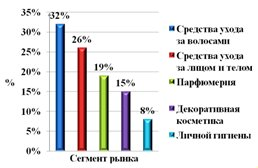 35%
30%
25%
20%
%
15%
10%
5%
0%
32%
26%
19%
15%
8%
Сегмент рынка
Средства ухода
за волосами
Средства ухода
за лицом и телом
Парфюмерия
Декоративная
косметика
Личной гигиены